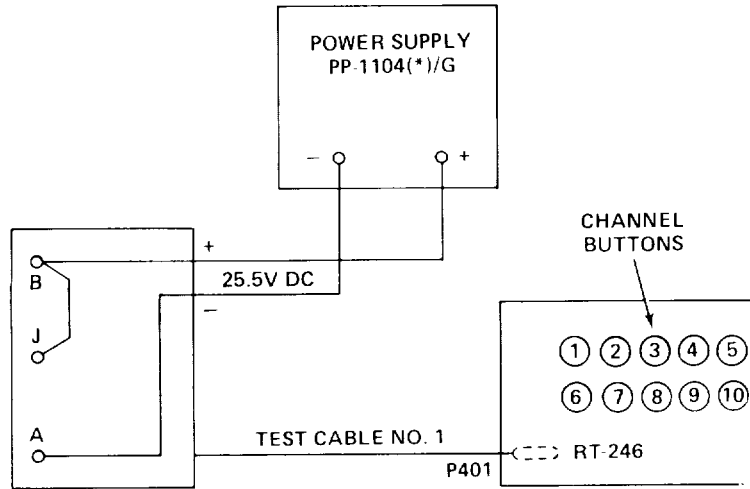 POWER SUPPLY
PP-1104(*)/G
– +
+
B
25.5V DC
–
J
A
CHANNEL
BUTTONS
1 2 3 4 5
6 7 8 9 10
TEST CABLE NO. 1
P401
RT-246